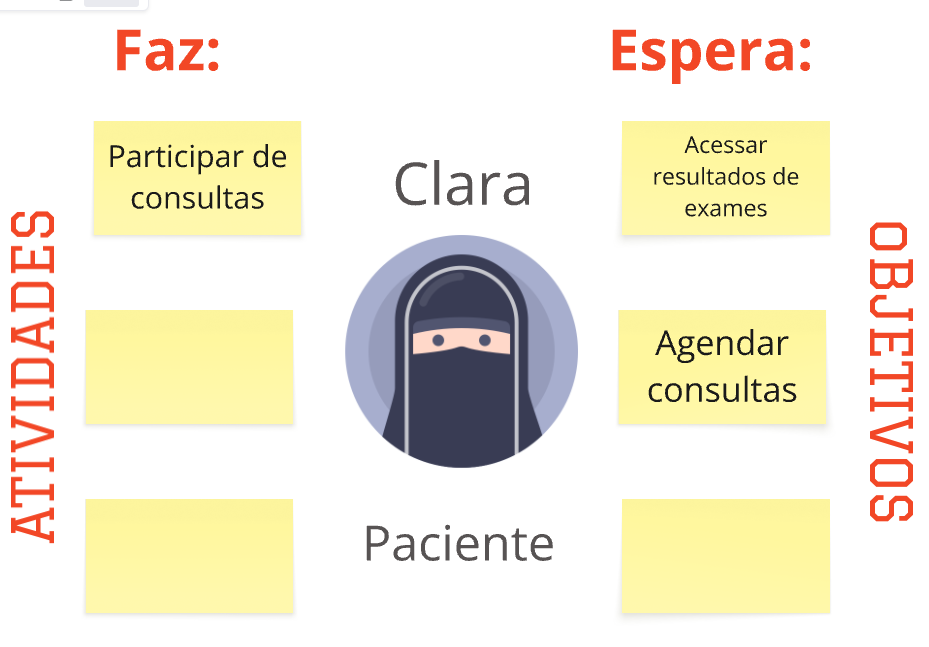 Faz:
Espera:
Participar de
consultas
Clara
Acessar
resultados de
exames
ATIVIDADES
OBJETIVOS
Agendar
consultas
Paciente